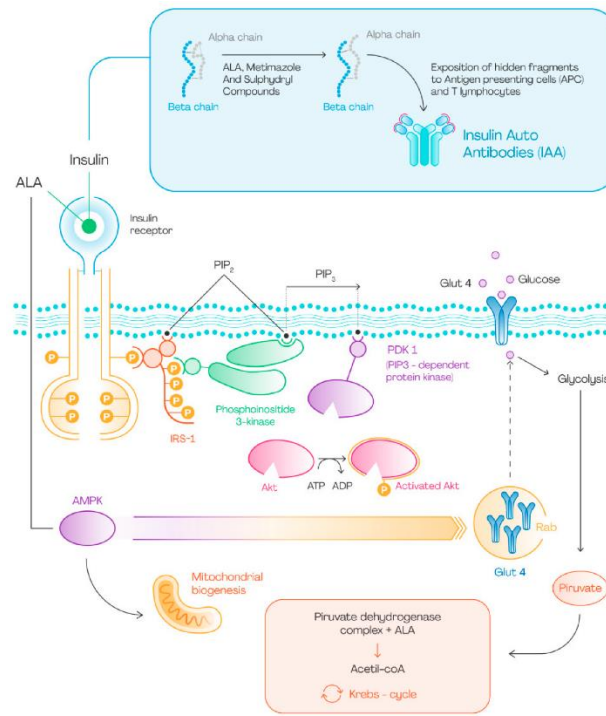 Alpha chain
Beta chain
ALA, Metimazole
And Sulphydryl
Compounds
Alpha chain
Beta chain
Exposition of hidden fragments
to Antigen presenting cells (APC)
and T lymphocytes
Insulin Auto
Antibodies (IAA)
Insulin
ALA
Insulin
receptor
PIP2
PIP3
Glut 4
Glucose
P
P
P
P
P
P
P
P
P
P
IRS-1
Phosphoinositide
3-kinase
PDK 1
(PIP3 - dependent
protein kinase)
Glycolysis
Akt
ATP
ADP
P
Activated Akt
AMPK
Rab
Glut 4
Mitochondrial
biogenesis
Piruvate
Piruvate dehydrogenase
complex + ALA
Acetil-coA
Krebs - cycle